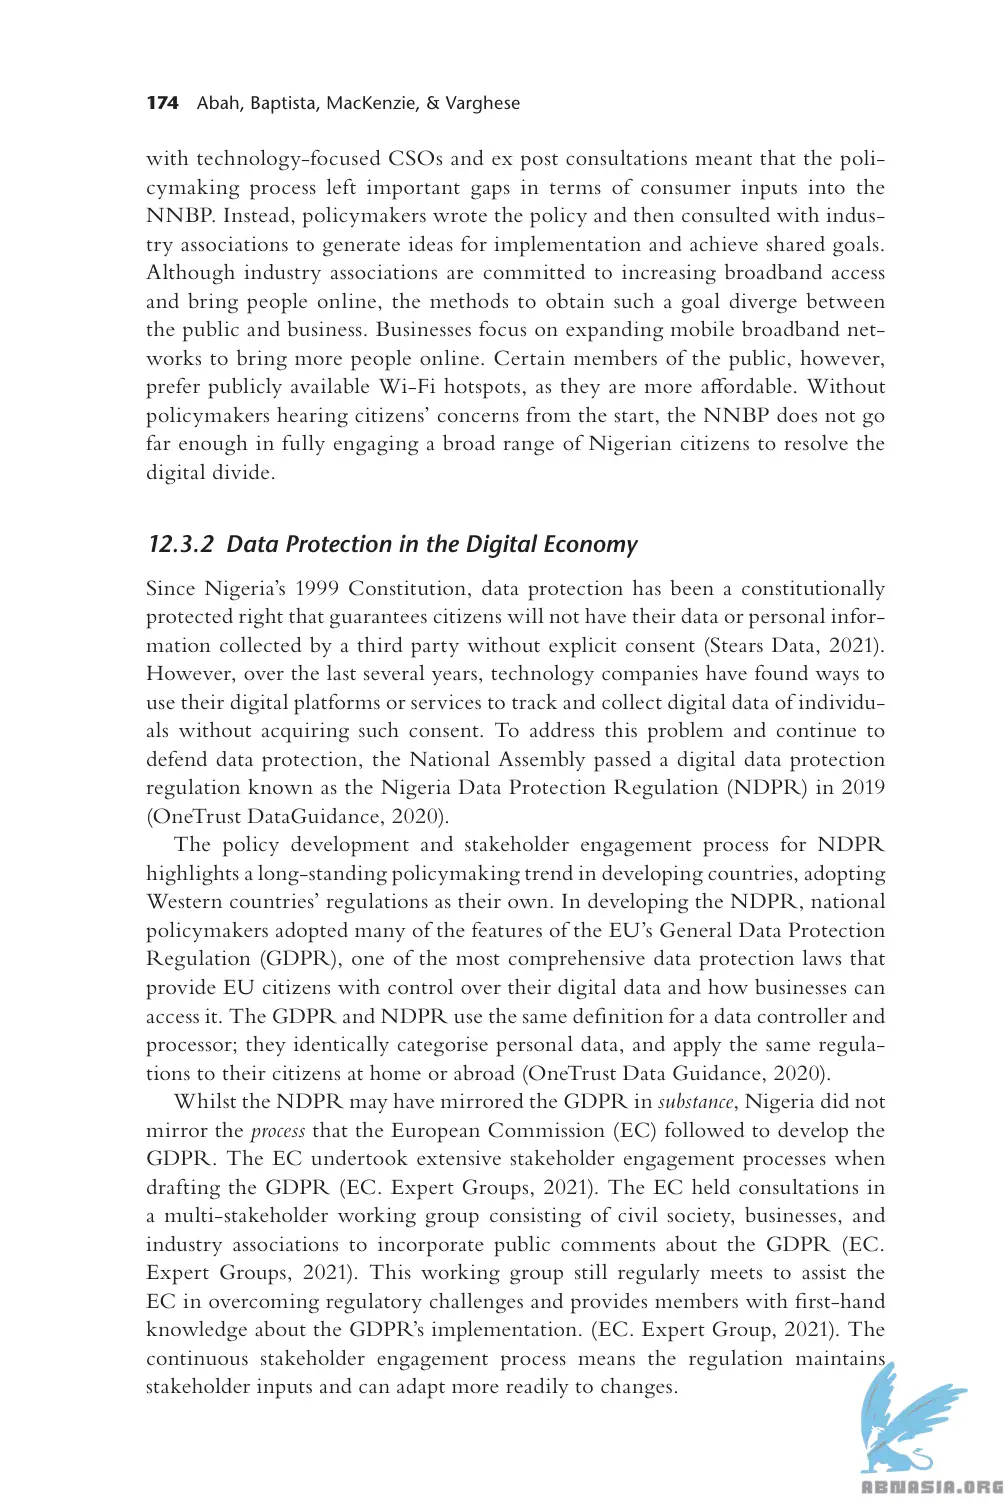 174 Abah, Baptista, MacKenzie, & Varghese
with technology-focused CSOs and ex post consultations meant that the poli-
cymaking process left important gaps in terms of consumer inputs into the
NNBP. Instead, policymakers wrote the policy and then consulted with indus-
try associations to generate ideas for implementation and achieve shared goals.
Although industry associations are committed to increasing broadband access
and bring people online, the methods to obtain such a goal diverge between
the public and business. Businesses focus on expanding mobile broadband net-
works to bring more people online. Certain members of the public, however,
prefer publicly available Wi-Fi hotspots, as they are more affordable. Without
policymakers hearing citizens’ concerns from the start, the NNBP does not go
far enough in fully engaging a broad range of Nigerian citizens to resolve the
digital divide.
12.3.2 Data Protection in the Digital Economy
Since Nigeria’s 1999 Constitution, data protection has been a constitutionally
protected right that guarantees citizens will not have their data or personal infor-
mation collected by a third party without explicit consent (Stears Data, 2021).
However, over the last several years, technology companies have found ways to
use their digital platforms or services to track and collect digital data of individu-
als without acquiring such consent. To address this problem and continue to
defend data protection, the National Assembly passed a digital data protection
regulation known as the Nigeria Data Protection Regulation (NDPR) in 2019
(OneTrust DataGuidance, 2020).
The policy development and stakeholder engagement process for NDPR
highlights a long-standing policymaking trend in developing countries, adopting
Western countries’ regulations as their own. In developing the NDPR, national
policymakers adopted many of the features of the EU’s General Data Protection
Regulation (GDPR), one of the most comprehensive data protection laws that
provide EU citizens with control over their digital data and how businesses can
access it. The GDPR and NDPR use the same definition for a data controller and
processor; they identically categorise personal data, and apply the same regula-
tions to their citizens at home or abroad (OneTrust Data Guidance, 2020).
Whilst the NDPR may have mirrored the GDPR in substance, Nigeria did not
mirror the process that the European Commission (EC) followed to develop the
GDPR. The EC undertook extensive stakeholder engagement processes when
drafting the GDPR (EC. Expert Groups, 2021). The EC held consultations in
a multi-stakeholder working group consisting of civil society, businesses, and
industry associations to incorporate public comments about the GDPR (EC.
Expert Groups, 2021). This working group still regularly meets to assist the
EC in overcoming regulatory challenges and provides members with first-hand
knowledge about the GDPR’s implementation. (EC. Expert Group, 2021). The
continuous stakeholder engagement process means the regulation maintains
stakeholder inputs and can adapt more readily to changes.
ABNASIA.ORG